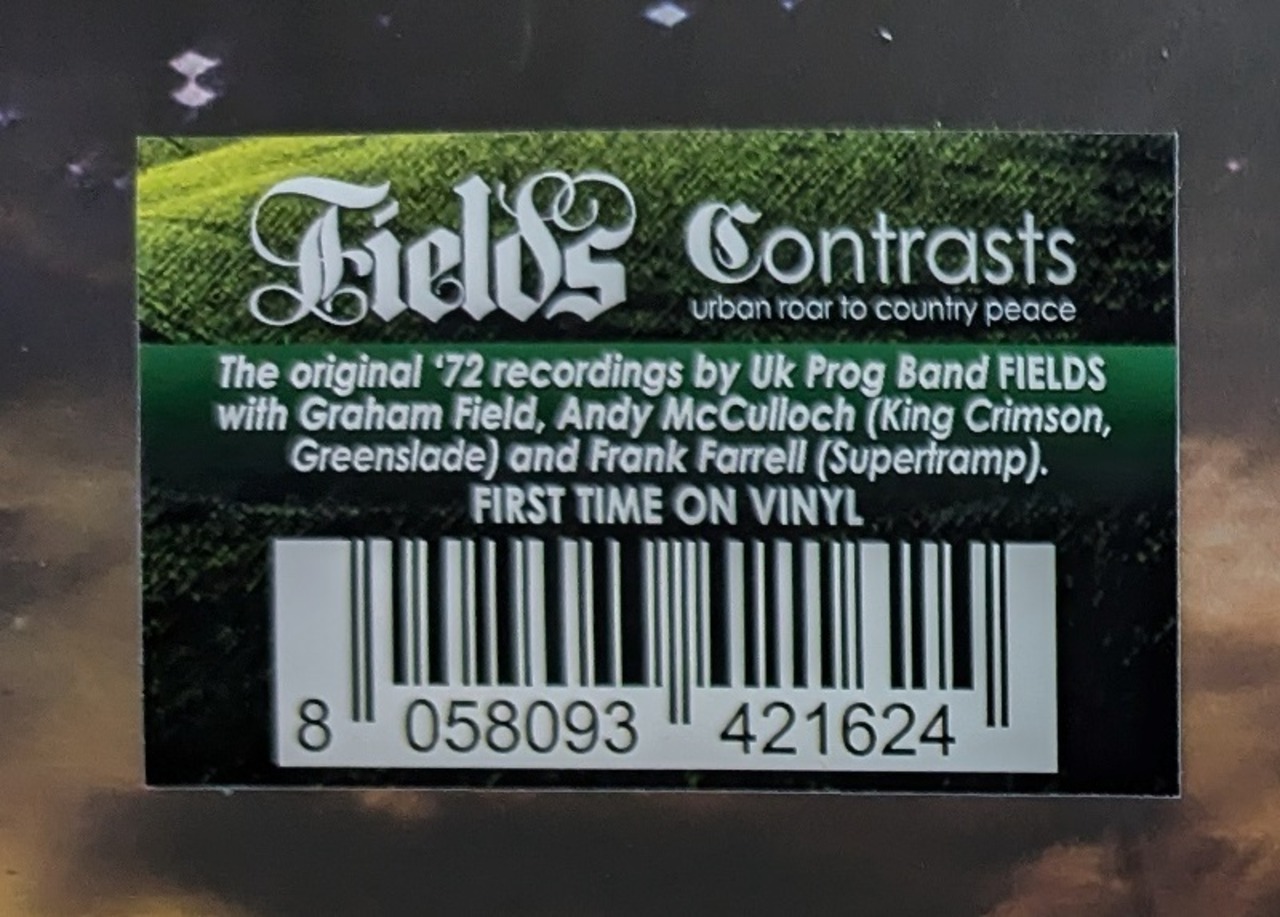 Fields Contrasts
urban roar to country peace
The original ‘72 recordings by Uk Prog Band FIELDS
with Graham Field, Andy McCulloch (King Crimson,
Greenslade) and Frank Farrell (Supertramp).
FIRST TIME ON VINYL
8 058093 421624